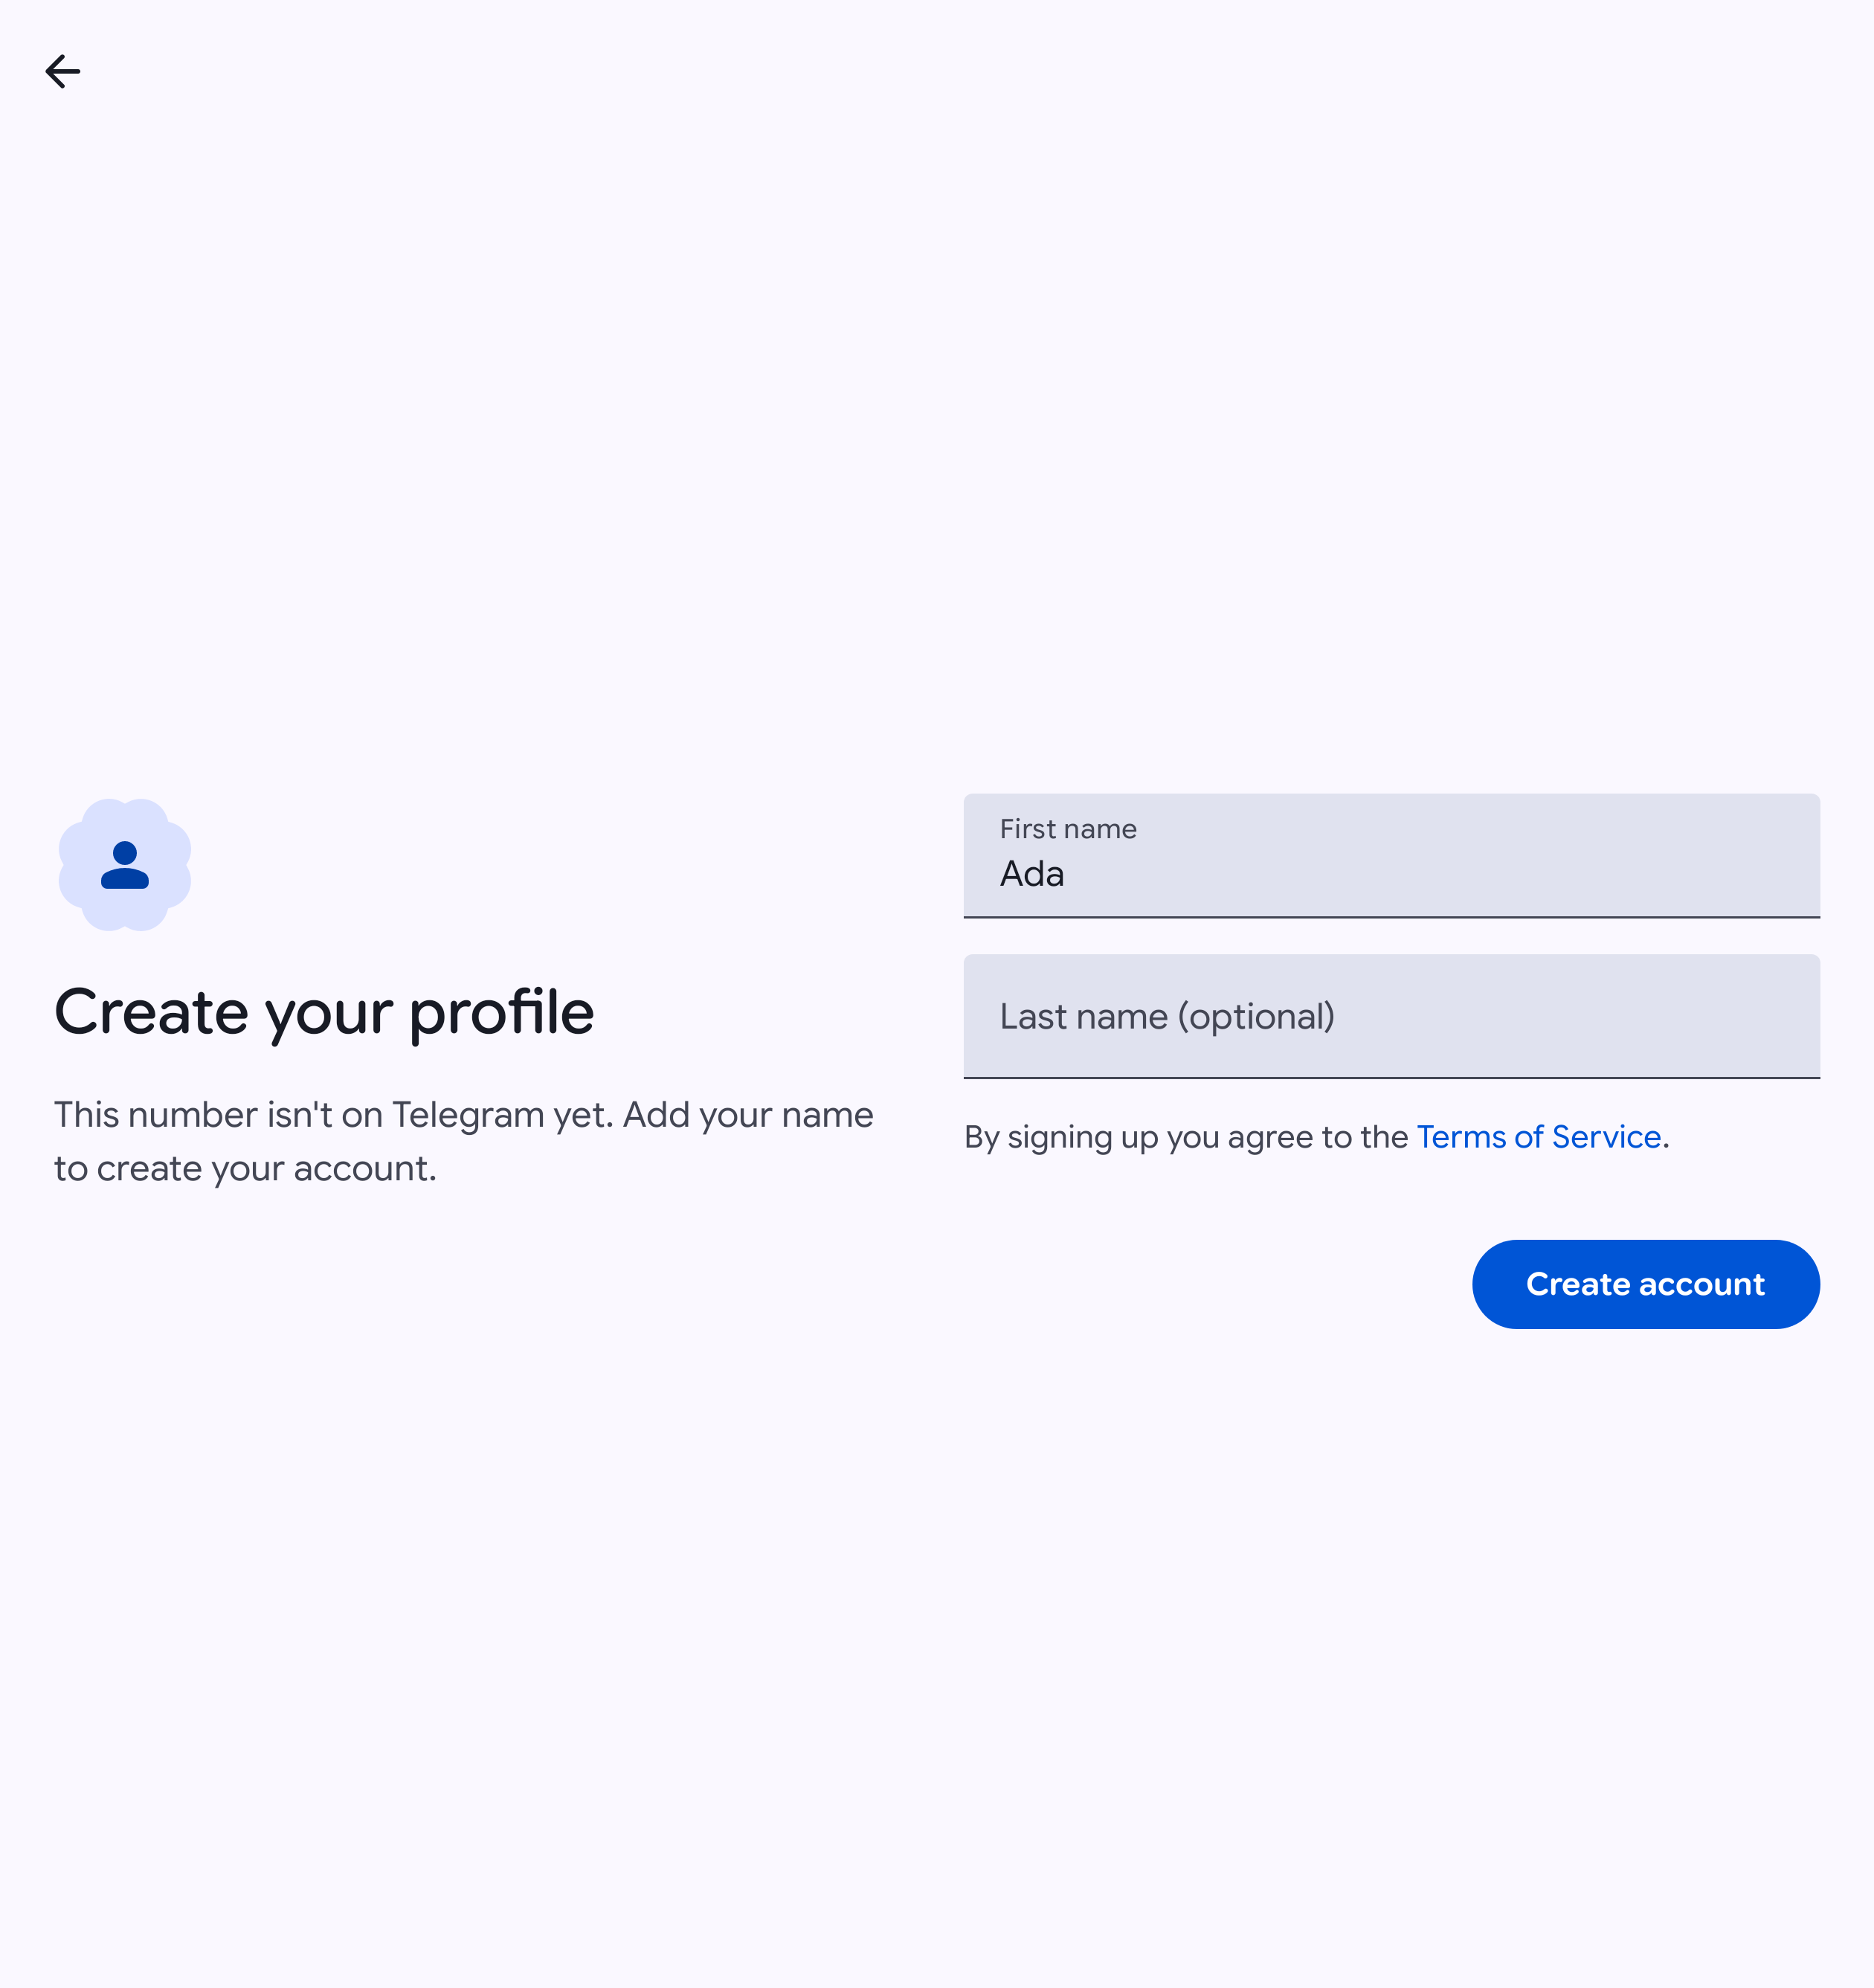 Create your profile
This number isn't on Telegram yet. Add your name
to create your account.
First name
Ada
Last name (optional)
By signing up you agree to the Terms of Service.
Create account